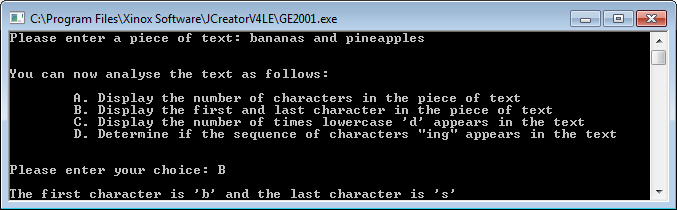 C:\Program Files\Xinox Software\JCreatorV4LE\GE2001.exe
Please enter a piece of text: bananas and pineapples
You can now analyse the text as follows:
A. Display the number of characters in the piece of text
B. Display the first and last character in the piece of text
C. Display the number of times lowercase 'd' appears in the text
D. Determine if the sequence of characters "ing" appears in the text
Please enter your choice: B
The first character is 'b' and the last character is 's'